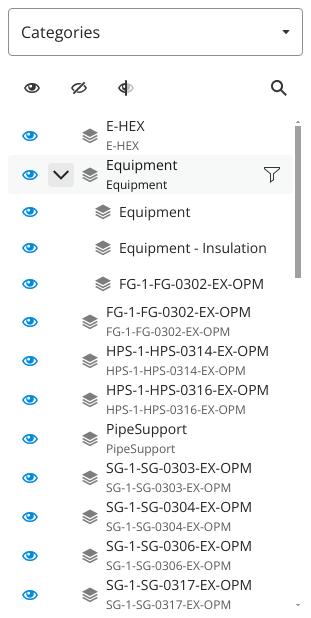 Categories
E-HEX
E-HEX
Equipment
Equipment
Equipment
Equipment - Insulation
FG-1-FG-0302-EX-OPM
FG-1-FG-0302-EX-OPM
FG-1-FG-0302-EX-OPM
HPS-1-HPS-0314-EX-OPM
HPS-1-HPS-0314-EX-OPM
HPS-1-HPS-0316-EX-OPM
HPS-1-HPS-0316-EX-OPM
PipeSupport
PipeSupport
SG-1-SG-0303-EX-OPM
SG-1-SG-0303-EX-OPM
SG-1-SG-0304-EX-OPM
SG-1-SG-0304-EX-OPM
SG-1-SG-0306-EX-OPM
SG-1-SG-0306-EX-OPM
SG-1-SG-0317-EX-OPM
SG-1-SG-0317-EX-OPM